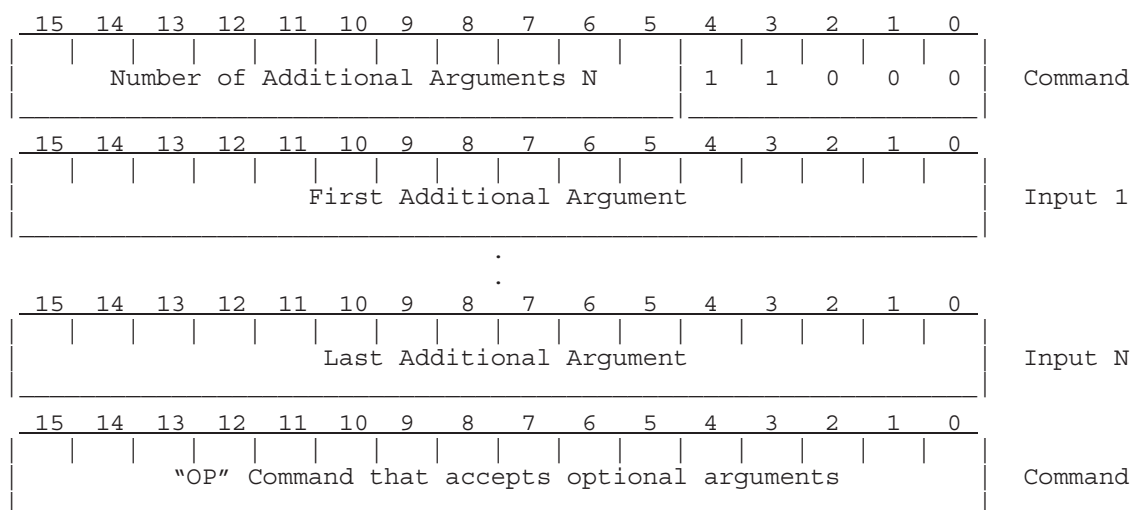 15 14 13 12 11 10 9 8 7 6 5 4 3 2 1 0
Number of Additional Arguments N 1 1 0 0 0 Command
15 14 13 12 11 10 9 8 7 6 5 4 3 2 1 0
First Additional Argument Input 1
.
.
15 14 13 12 11 10 9 8 7 6 5 4 3 2 1 0
Last Additional Argument Input N
15 14 13 12 11 10 9 8 7 6 5 4 3 2 1 0
“OP” Command that accepts optional arguments Command